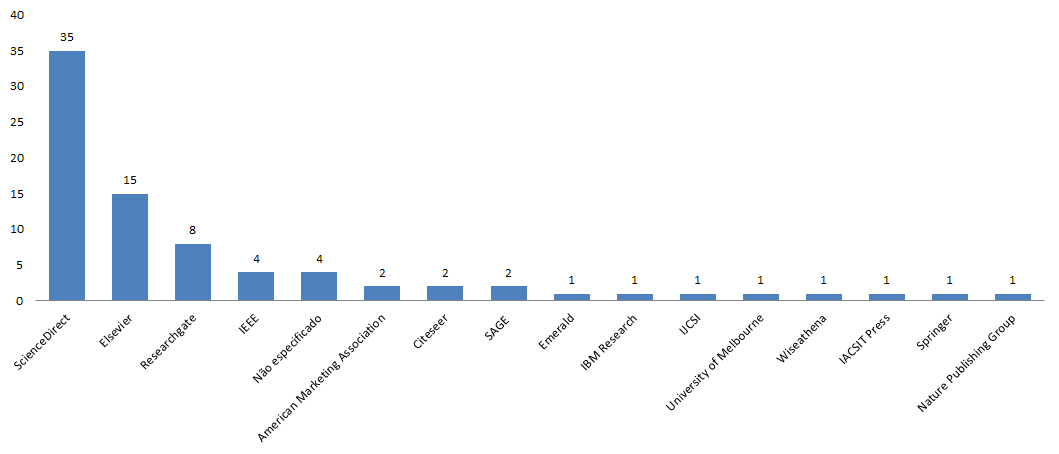 40
35
30
25
20
15
10
5
0
35
15
8
4
4
2
2
2
1
1
1
1
1
1
1
1
ScienceDirect
Elsevier
Researchgate
IEEE
Não especificado
American Marketing Association
Citeseer
SAGE
Emerald
IBM Research
IJCSI
University of Melbourne
Wiseathena
IACSIT Press
Springer
Nature Publishing Group